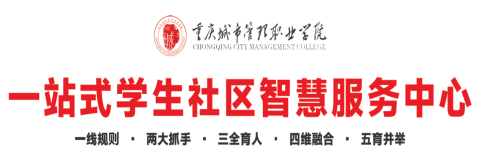 重庆城市管理职业学院
CHONGQING CITY MANAGEMENT COLLEGE
一站式学生社区智慧服务中心
一线规则 · 两大抓手 · 三全育人 · 四维融合 · 五育并举